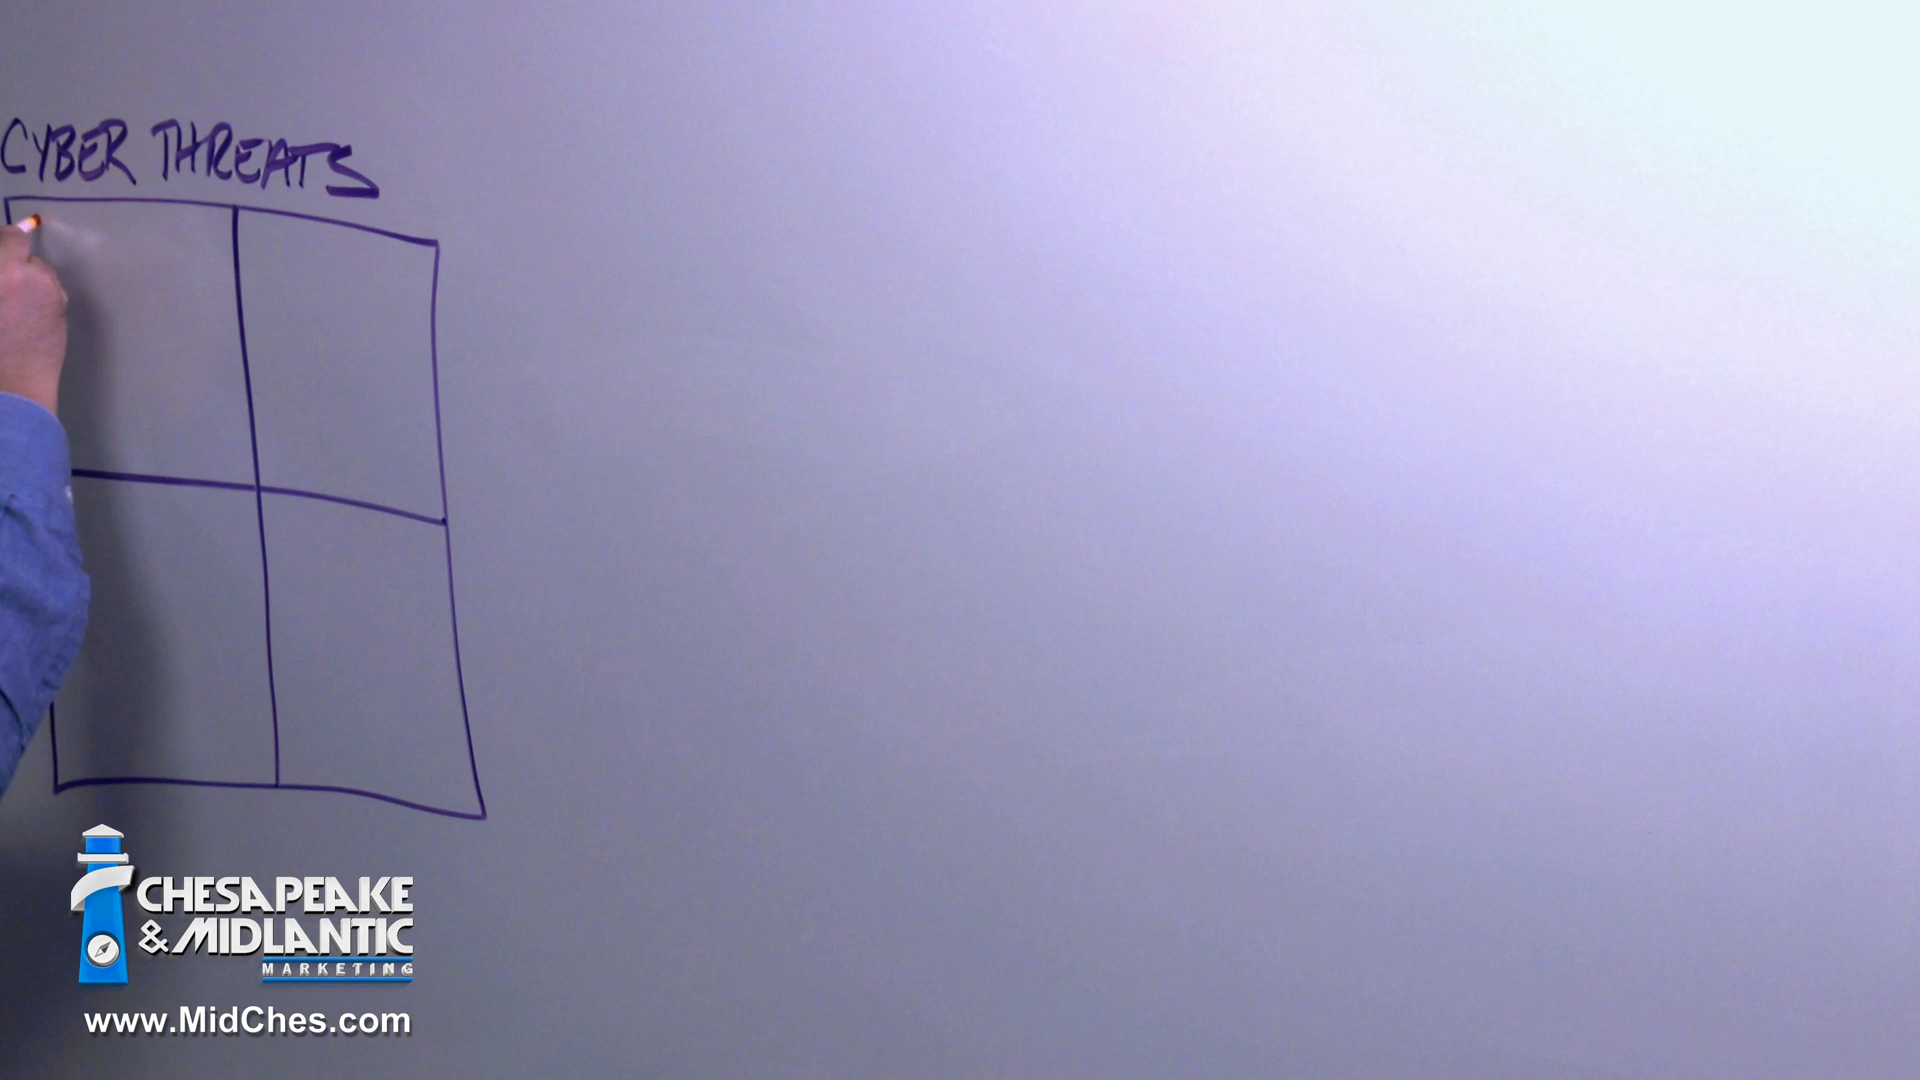 CYBER THREATS
CHESAPEAKE
& MIDLANTIC
MARKETING
www.MidChes.com